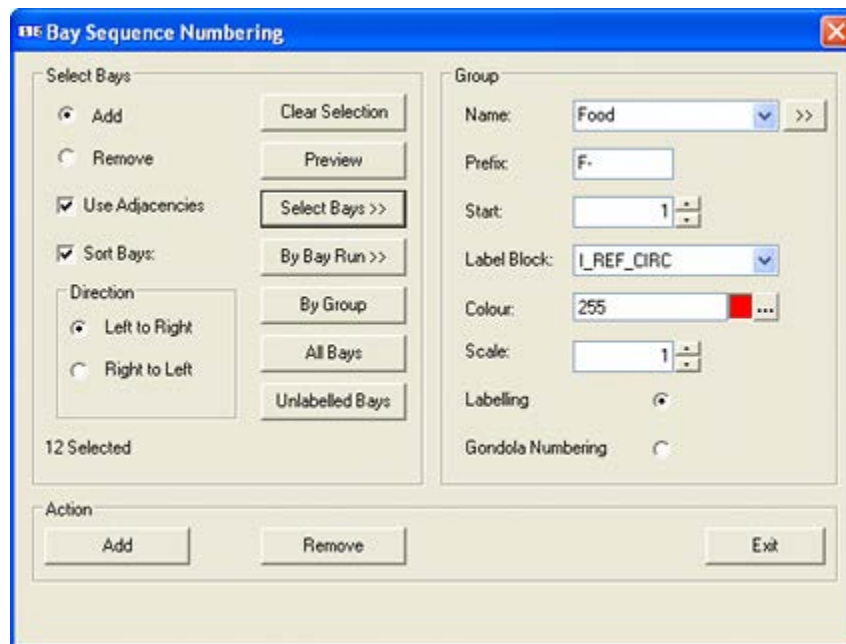 Bay Sequence Numbering
Select Bays
Add
Remove
Use Adjacencies
Sort Bays:
Direction
Left to Right
Right to Left
12 Selected
Clear Selection
Preview
Select Bays >>
By Bay Run >>
By Group
All Bays
Unlabelled Bays
Group
Name: Food >>
Prefix: F-
Start: 1
Label Block: I_REF_CIRC
Colour: 255 ...
Scale: 1
Labelling
Gondola Numbering
Action
Add Remove Exit